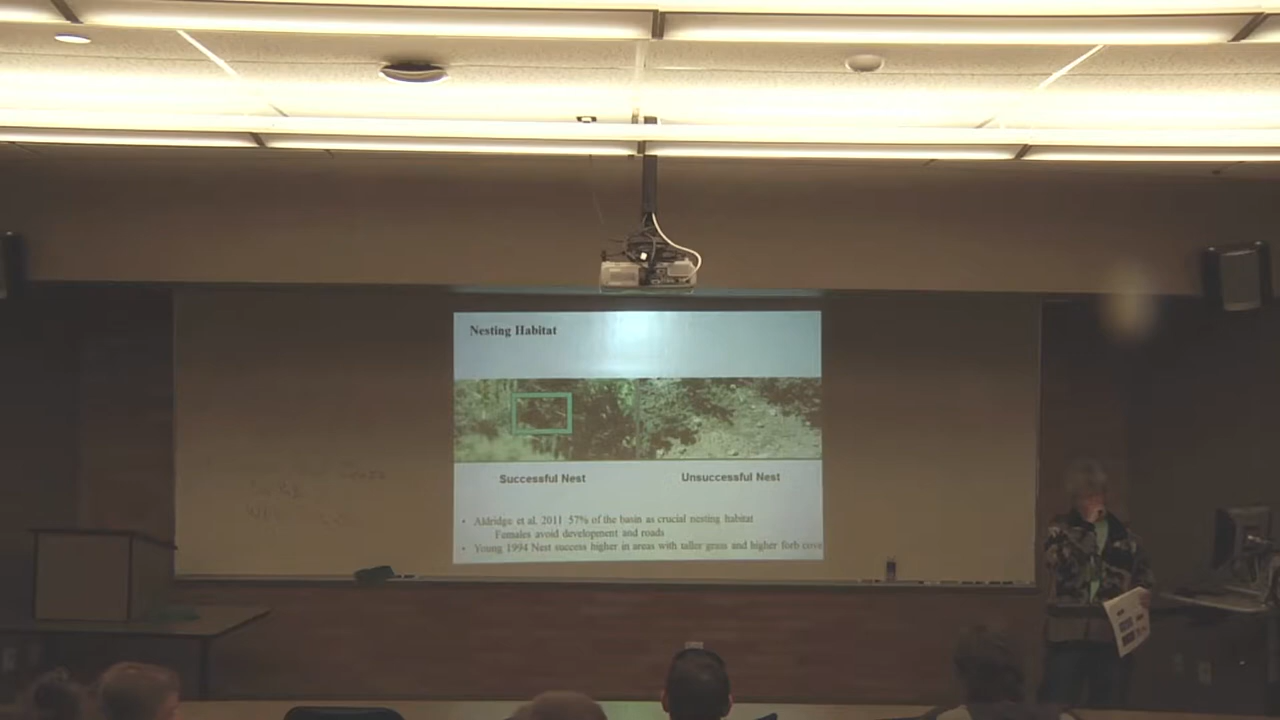 Nesting Habitat
Successful Nest
Unsuccessful Nest
• Aldridge et al. 2011 57% of the basin as crucial nesting habitat
Females avoid development and roads
• Young 1994 Nest success higher in areas with taller grass and higher forb cove